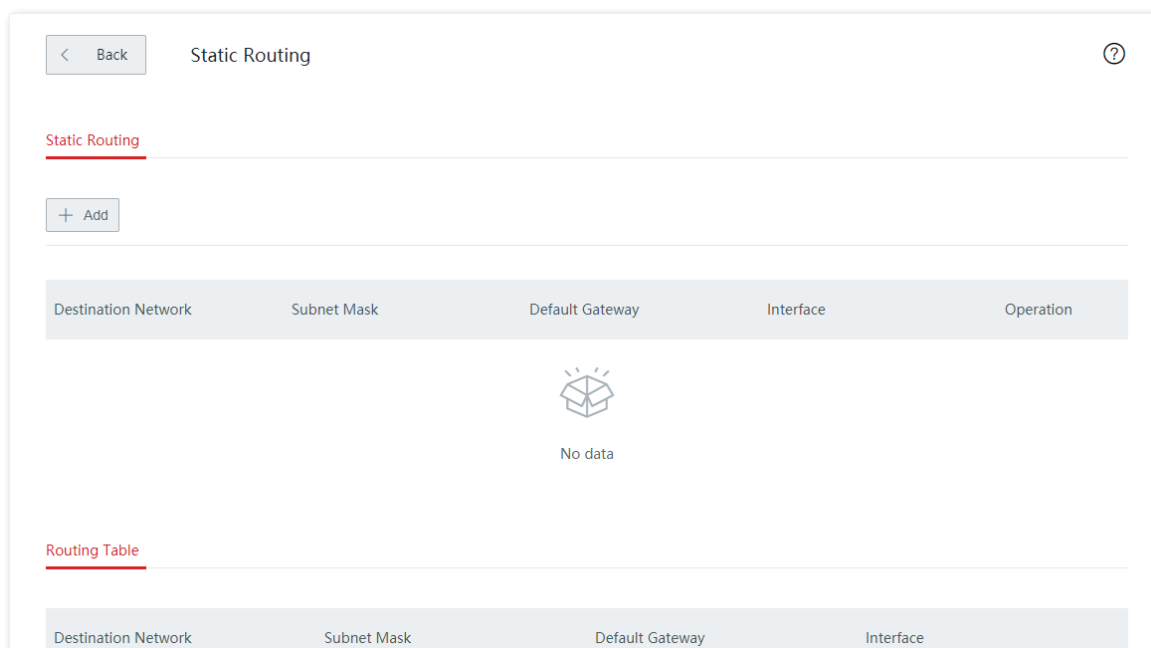 Back
Static Routing
Static Routing
Add
Destination Network Subnet Mask Default Gateway Interface Operation
No data
Routing Table
Destination Network Subnet Mask Default Gateway Interface